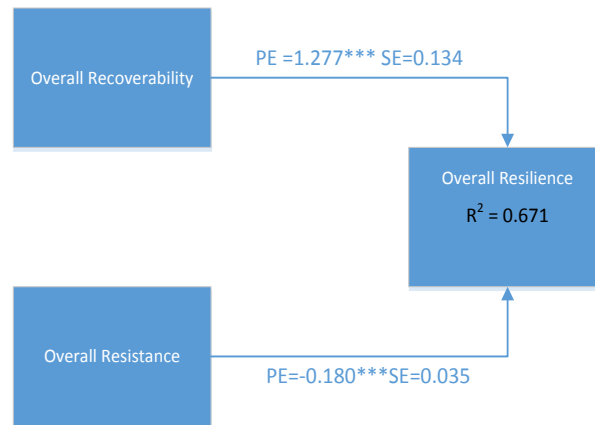 PE =1.277*** SE=0.134
Overall Recoverability
Overall Resilience
R² = 0.671
Overall Resistance
PE=-0.180***SE=0.035